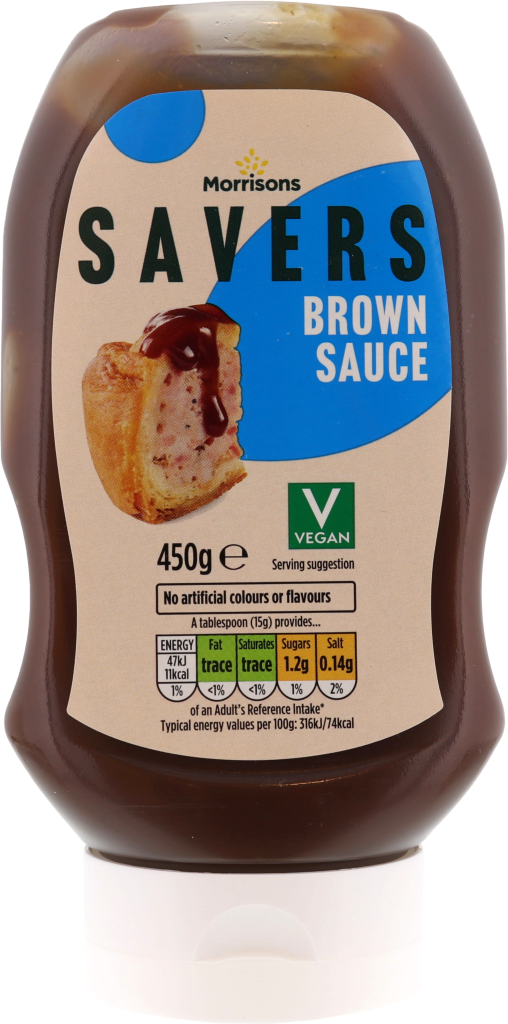 Morrisons
SAVERS
BROWN
SAUCE
V
VEGAN
450g ℮
Serving suggestion
No artificial colours or flavours
A tablespoon (15g) provides...
ENERGY Fat Saturates Sugars Salt
47kJ
11kcal trace trace 1.2g 0.14g
1% <1% <1% 1% 2%
of an Adult's Reference Intake*
Typical energy values per 100g: 316kJ/74kcal